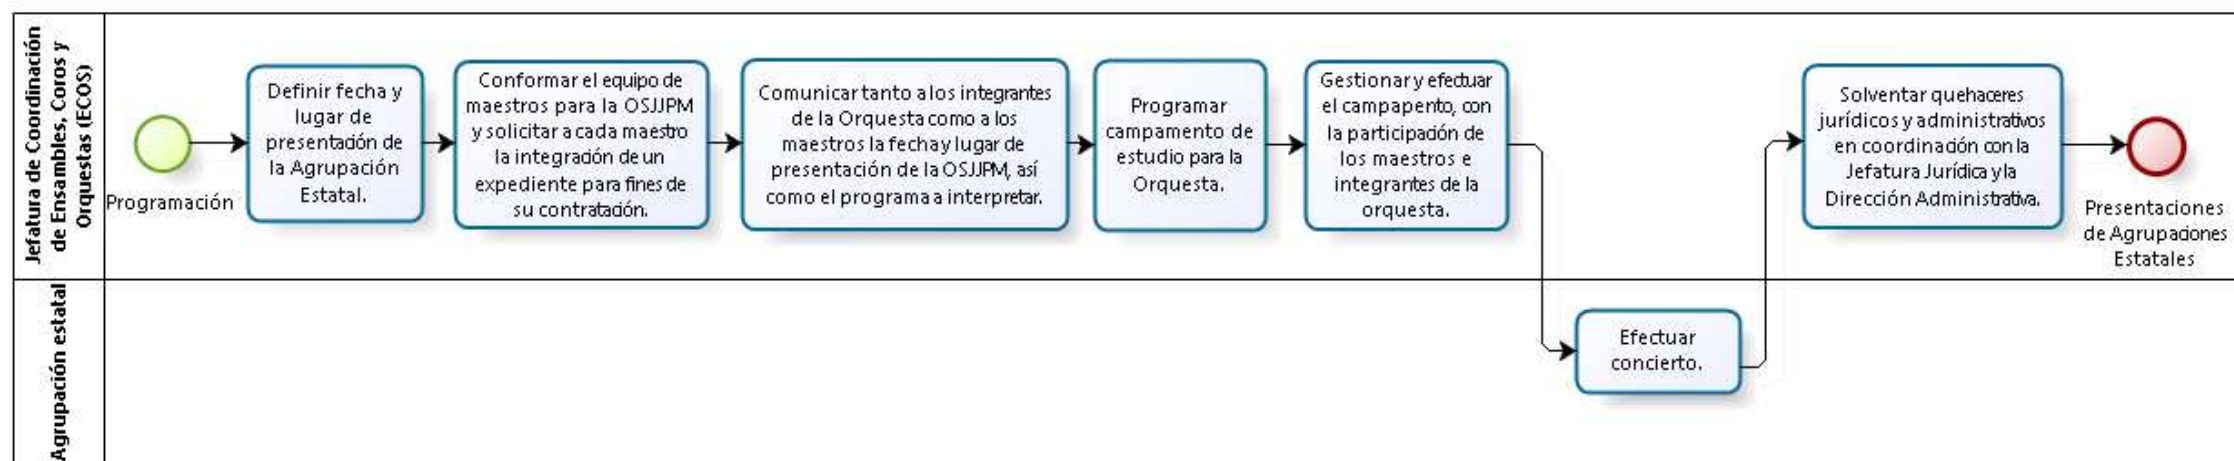 Jefatura de Coordinación
de Ensambles, Coros y
Orquestas (ECOS)
Programación
Definir fecha y
lugar de
presentación de
la Agrupación
Estatal.
Conformar el equipo de
maestros para la OSJJPM
y solicitar a cada maestro
la integración de un
expediente para fines de
su contratación.
Comunicar tanto a los integrantes
de la Orquesta como a los
maestros la fecha y lugar de
presentación de la OSJJPM, así
como el programa a interpretar.
Programar
campamento de
estudio para la
Orquesta.
Gestionar y efectuar
el campapento, con
la participación de
los maestros e
integrantes de la
orquesta.
Solventar quehaceres
jurídicos y administrativos
en coordinación con la
Jefatura Jurídica y la
Dirección Administrativa.
Presentaciones
de Agrupaciones
Estatales
Agrupación estatal
Efectuar
concierto.